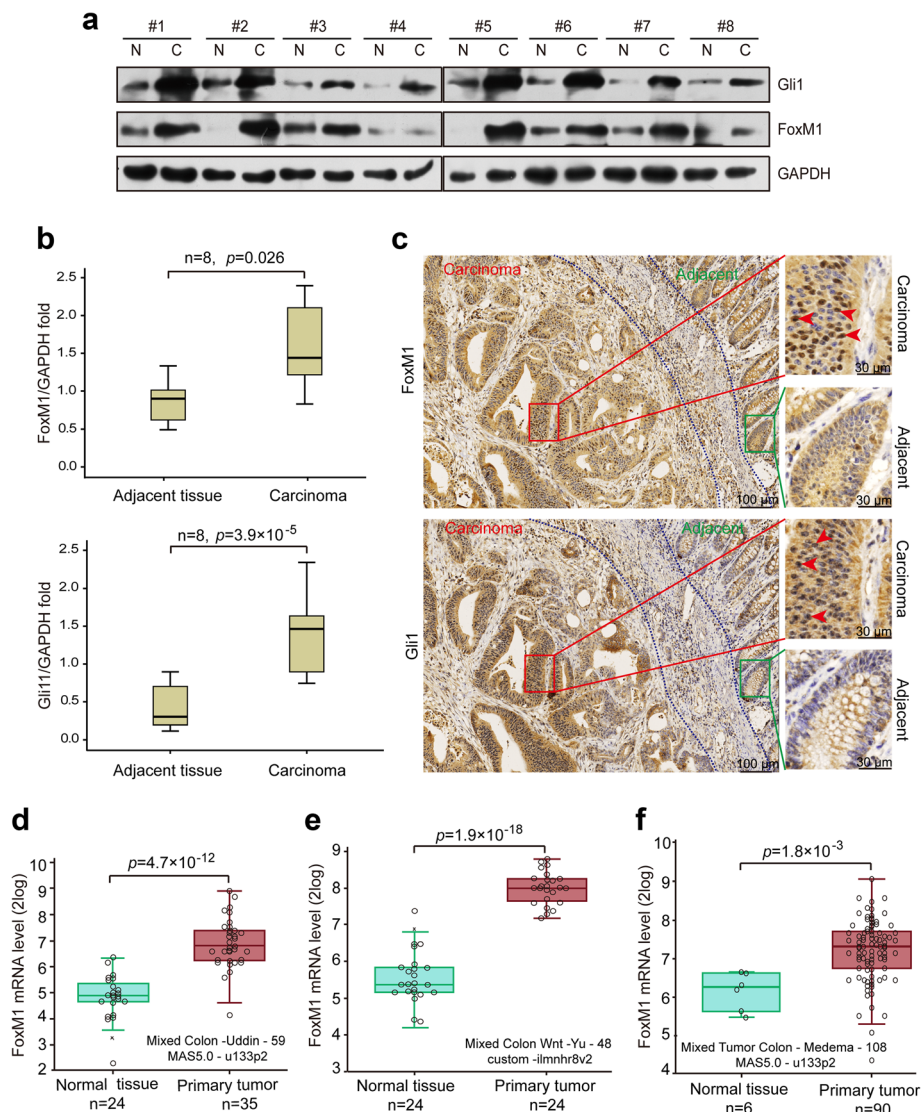 a
#1 #2 #3 #4 #5 #6 #7 #8
N C N C N C N C N C N C N C N C
Gli1
FoxM1
GAPDH
b
n=8, p=0.026
FoxM1/GAPDH fold
2.5
2.0
1.5
1.0
0.5
0.0
Adjacent tissue Carcinoma
n=8, p=3.9×10-5
Gli11/GAPDH fold
2.5
2.0
1.5
1.0
0.5
0.0
Adjacent tissue Carcinoma
c
FoxM1
Carcinoma Adjacent
100 µm
Carcinoma
30 µm
Adjacent
30 µm
Gli1
Carcinoma Adjacent
100 µm
Carcinoma
30 µm
Adjacent
30 µm
d
p=4.7×10-12
FoxM1 mRNA level (2log)
10
9
8
7
6
5
4
3
2
Mixed Colon -Uddin - 59
MAS5.0 - u133p2
Normal tissue Primary tumor
n=24 n=35
e
p=1.9×10-18
FoxM1 mRNA level (2log)
9
8
7
6
5
4
3
Mixed Colon Wnt -Yu - 48
custom -ilmnhr8v2
Normal tissue Primary tumor
n=24 n=24
f
p=1.8×10-3
FoxM1 mRNA level (2log)
10
9
8
7
6
5
4
Mixed Tumor Colon - Medema - 108
MAS5.0 - u133p2
Normal tissue Primary tumor
n=6 n=90